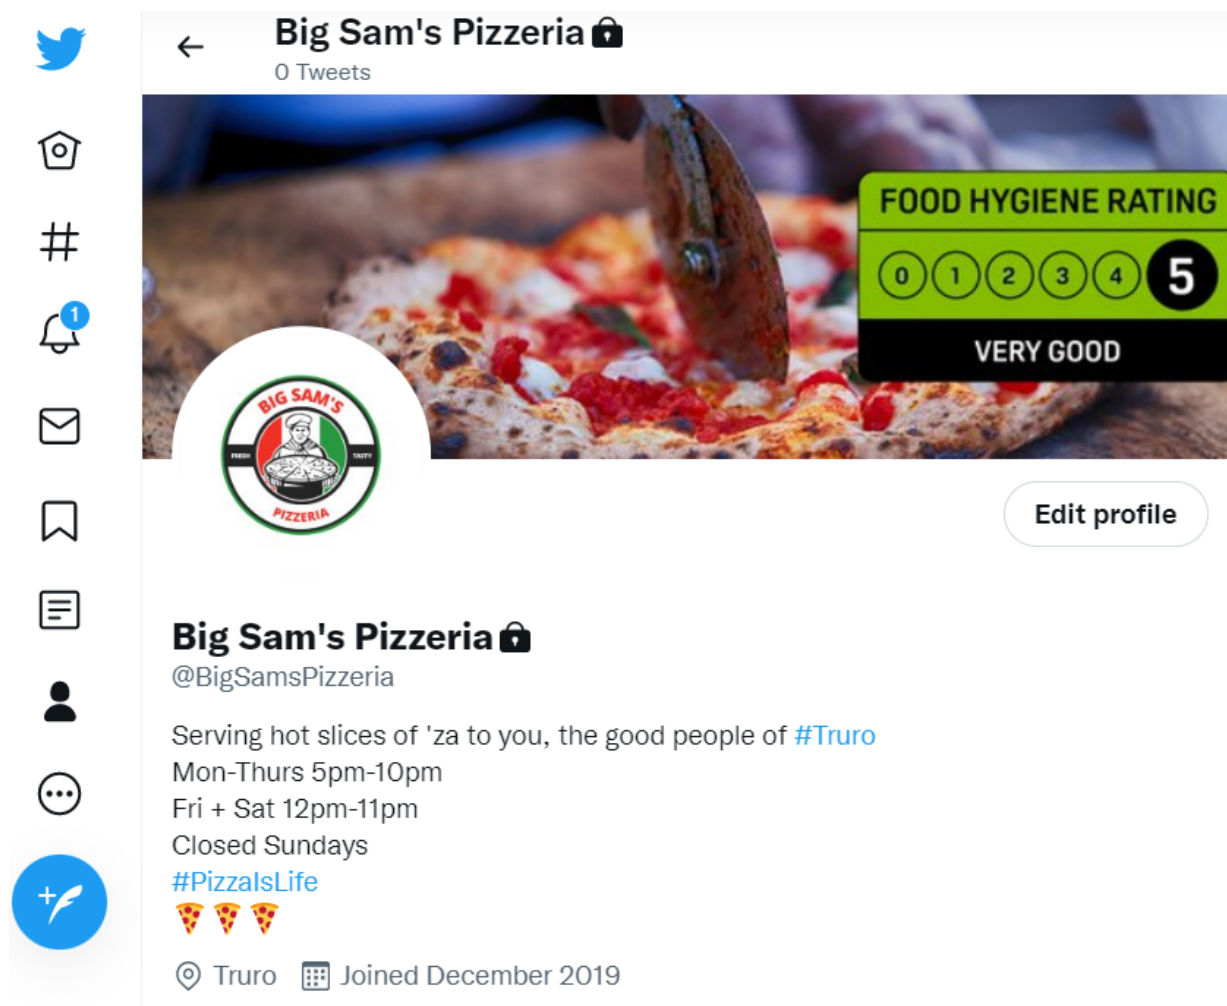 Big Sam's Pizzeria
0 Tweets
FOOD HYGIENE RATING
0 1 2 3 4 5
VERY GOOD
1
BIG SAM'S
FRESH TASTY
PIZZERIA
Edit profile
Big Sam's Pizzeria
@BigSamsPizzeria
Serving hot slices of 'za to you, the good people of #Truro
Mon-Thurs 5pm-10pm
Fri + Sat 12pm-11pm
Closed Sundays
#PizzaIsLife
🍕🍕🍕
Truro Joined December 2019